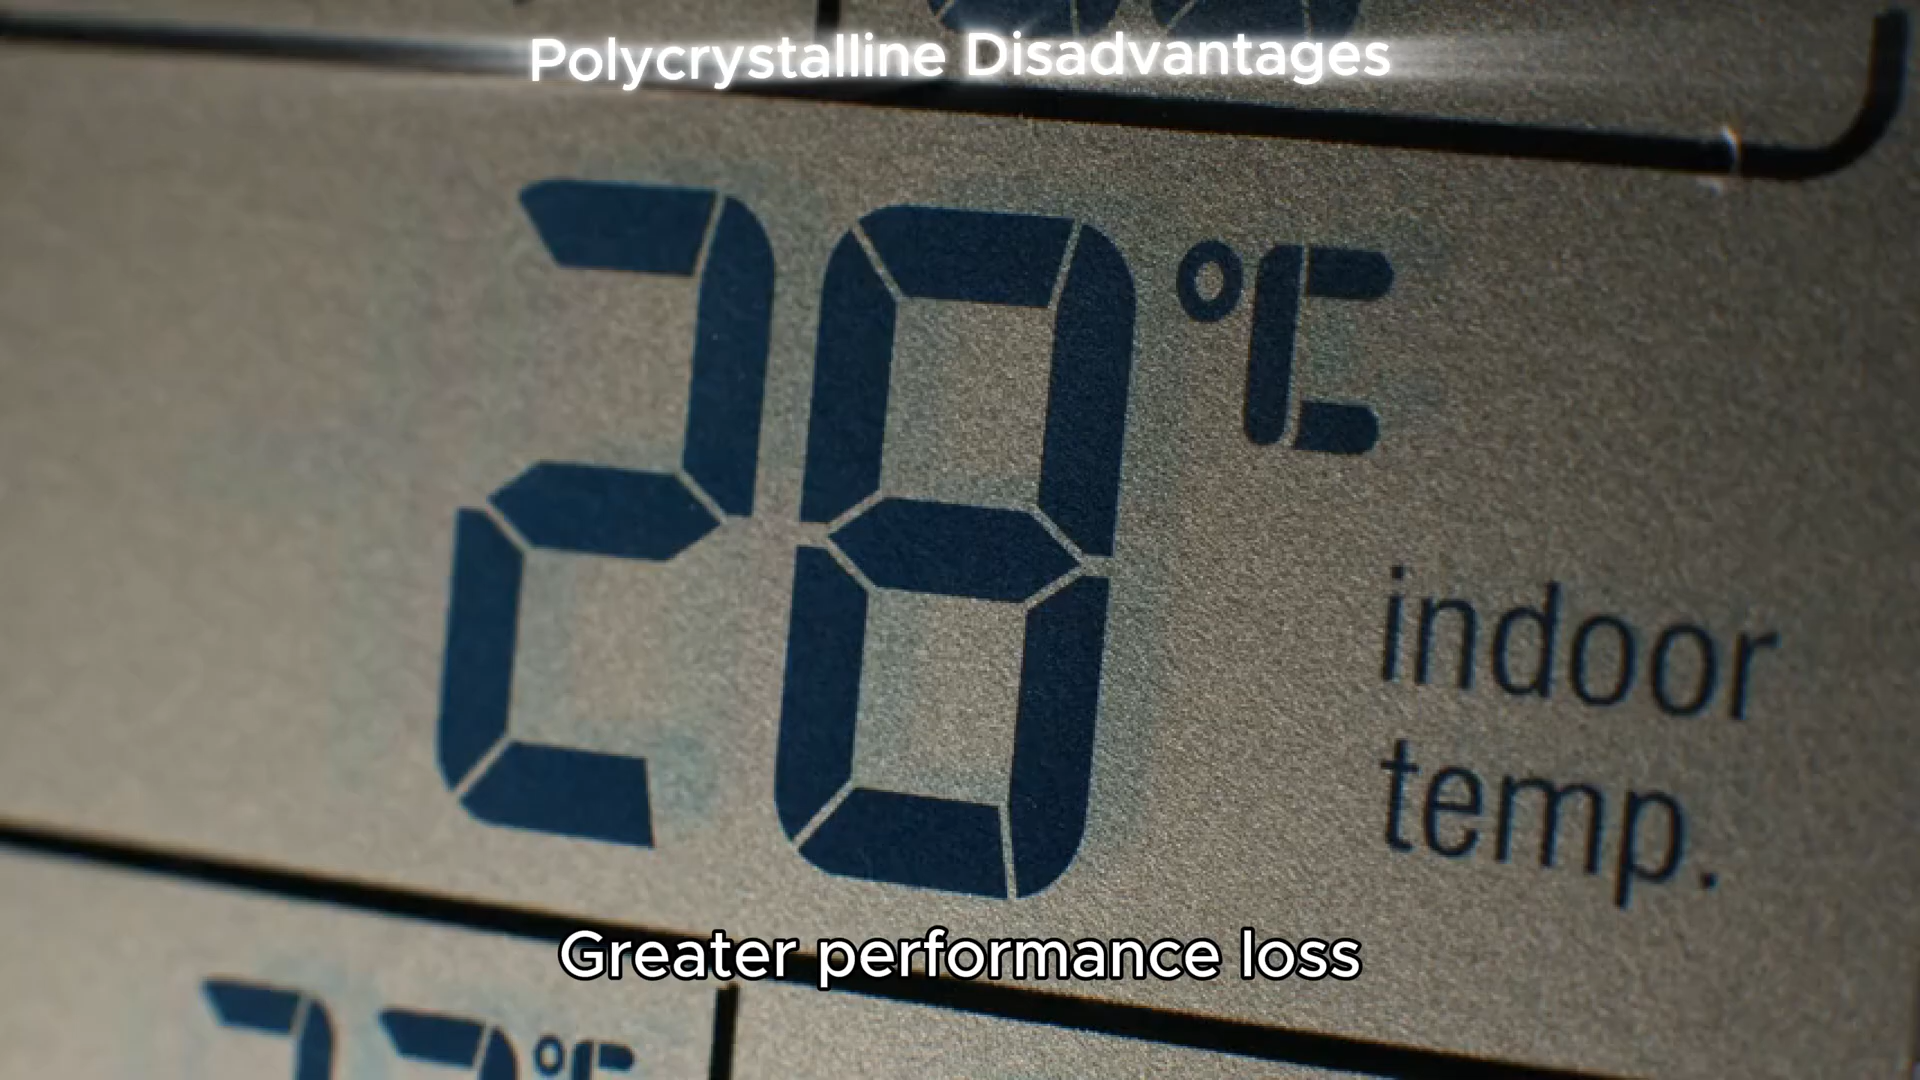 Polycrystalline Disadvantages
28 °C
indoor
temp.
Greater performance loss